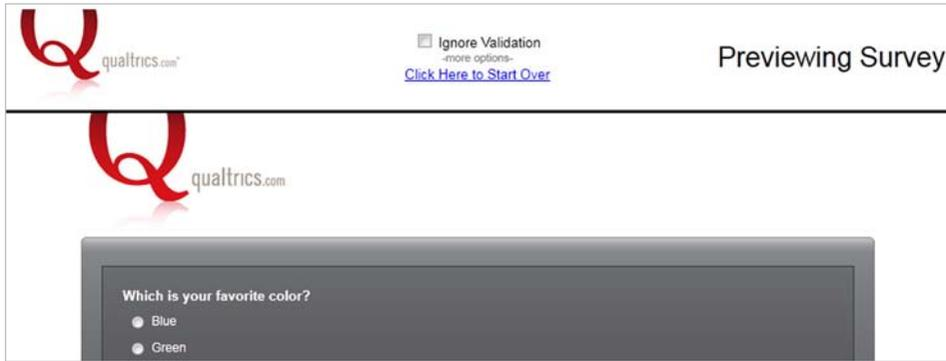 Q qualtrics.com
Ignore Validation
-more options-
Click Here to Start Over
Previewing Survey
Q qualtrics.com
Which is your favorite color?
Blue
Green